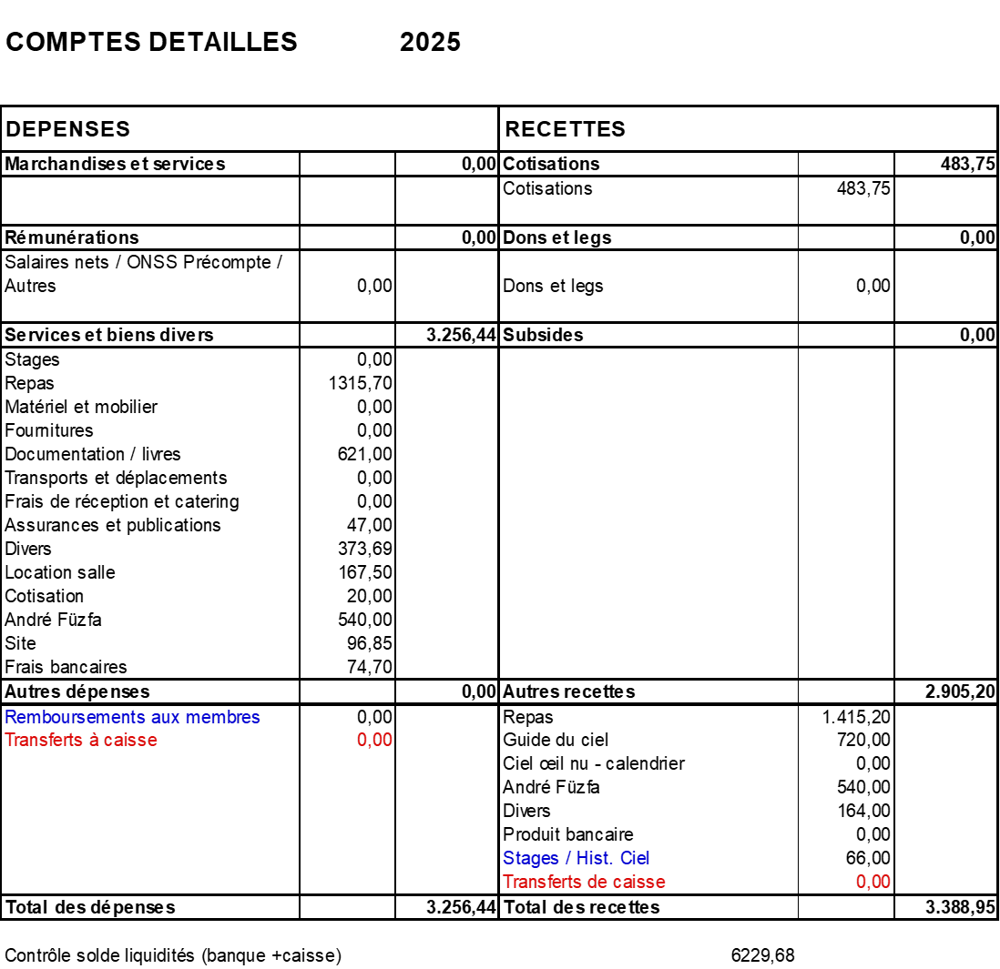 COMPTES DETAILLES 2025
DEPENSES RECETTES
Marchandises et services 0,00 Cotisations 483,75
Cotisations 483,75
Rémunérations 0,00 Dons et legs 0,00
Salaires nets / ONSS Précompte /
Autres 0,00 Dons et legs 0,00
Services et biens divers 3.256,44 Subsides 0,00
Stages 0,00
Repas 1315,70
Matériel et mobilier 0,00
Fournitures 0,00
Documentation / livres 621,00
Transports et déplacements 0,00
Frais de réception et catering 0,00
Assurances et publications 47,00
Divers 373,69
Location salle 167,50
Cotisation 20,00
André Füzfa 540,00
Site 96,85
Frais bancaires 74,70
Autres dépenses 0,00 Autres recettes 2.905,20
Remboursements aux membres 0,00 Repas 1.415,20
Transferts à caisse 0,00 Guide du ciel 720,00
Ciel œil nu - calendrier 0,00
André Füzfa 540,00
Divers 164,00
Produit bancaire 0,00
Stages / Hist. Ciel 66,00
Transferts de caisse 0,00
Total des dépenses 3.256,44 Total des recettes 3.388,95
Contrôle solde liquidités (banque +caisse) 6229,68